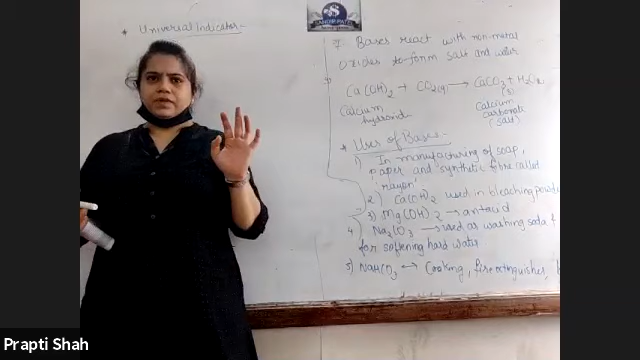 * Universal Indicator-
SANDIPATI
7 Bases react with non-metal
oxides to form salt and water
Ca(OH)2 + CO2(g) → CaCO3 + H2O
(s)
Calcium
hydroxide
Calcium
carbonate
(salt)
* Uses of Bases-
1) In manufacturing of soap,
paper and synthetic fibre called
rayon
2) Ca(OH)2 used in bleaching powder
3) Mg(OH)2 → antacid
4) Na2CO3 → used as washing soda &
for softening hard water
5) NaHCO3 → Cooking, fire extinguisher,
Prapti Shah